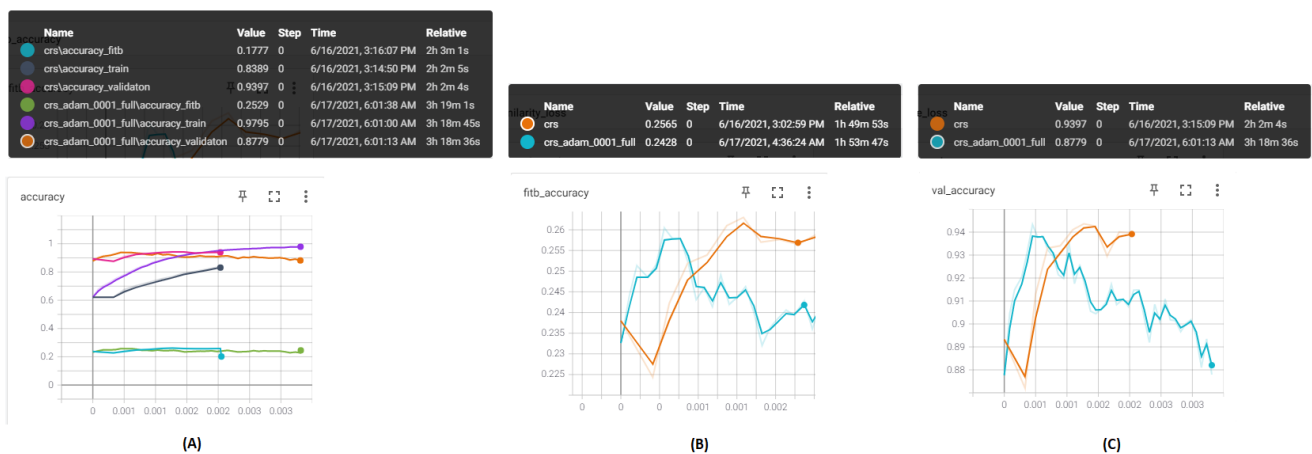 Name Value Step Time Relative
crs\accuracy_fitb 0.1777 0 6/16/2021, 3:16:07 PM 2h 3m 1s
crs\accuracy_train 0.8389 0 6/16/2021, 3:14:50 PM 2h 2m 5s
crs\accuracy_validaton 0.9397 0 6/16/2021, 3:15:09 PM 2h 2m 4s
crs_adam_0001_full\accuracy_fitb 0.2529 0 6/17/2021, 6:01:38 AM 3h 19m 1s
crs_adam_0001_full\accuracy_train 0.9795 0 6/17/2021, 6:01:00 AM 3h 18m 45s
crs_adam_0001_full\accuracy_validaton 0.8779 0 6/17/2021, 6:01:13 AM 3h 18m 36s
accuracy
1
0.8
0.6
0.4
0.2
0
0 0.001 0.001 0.002 0.002 0.003 0.003
(A)
Name Value Step Time Relative
crs 0.2565 0 6/16/2021, 3:02:59 PM 1h 49m 53s
crs_adam_0001_full 0.2428 0 6/17/2021, 4:36:24 AM 1h 53m 47s
fitb_accuracy
0.26
0.255
0.25
0.245
0.24
0.235
0.23
0.225
0 0 0 0.001 0.001 0.002
(B)
Name Value Step Time Relative
crs 0.9397 0 6/16/2021, 3:15:09 PM 2h 2m 4s
crs_adam_0001_full 0.8779 0 6/17/2021, 6:01:13 AM 3h 18m 36s
val_accuracy
0.94
0.93
0.92
0.91
0.9
0.89
0.88
0 0.001 0.001 0.002 0.002 0.003 0.003
(C)